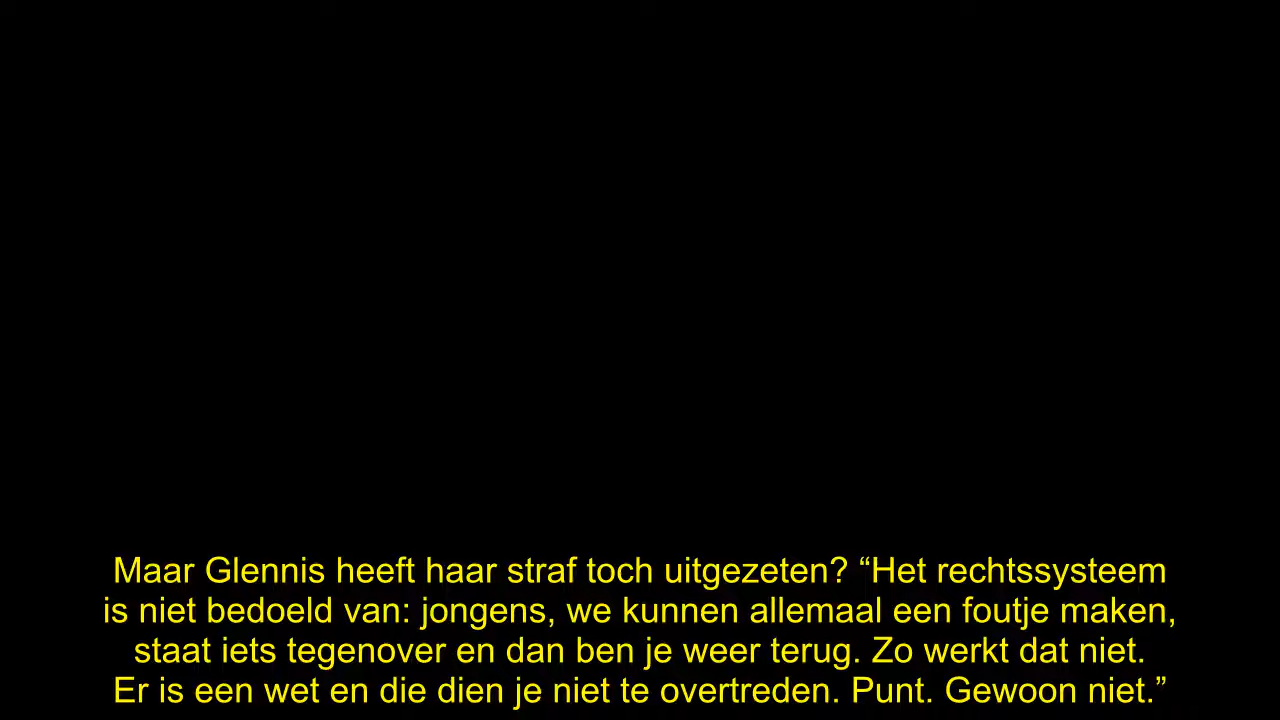 Maar Glennis heeft haar straf toch uitgezeten? “Het rechtssysteem
is niet bedoeld van: jongens, we kunnen allemaal een foutje maken,
staat iets tegenover en dan ben je weer terug. Zo werkt dat niet.
Er is een wet en die dien je niet te overtreden. Punt. Gewoon niet.”